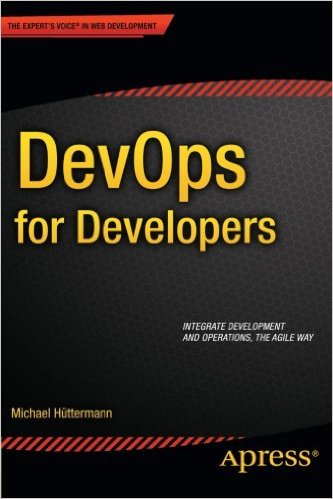 THE EXPERT'S VOICE® IN WEB DEVELOPMENT
DevOps
for Developers
INTEGRATE DEVELOPMENT
AND OPERATIONS, THE AGILE WAY
Michael Hüttermann
Apress®